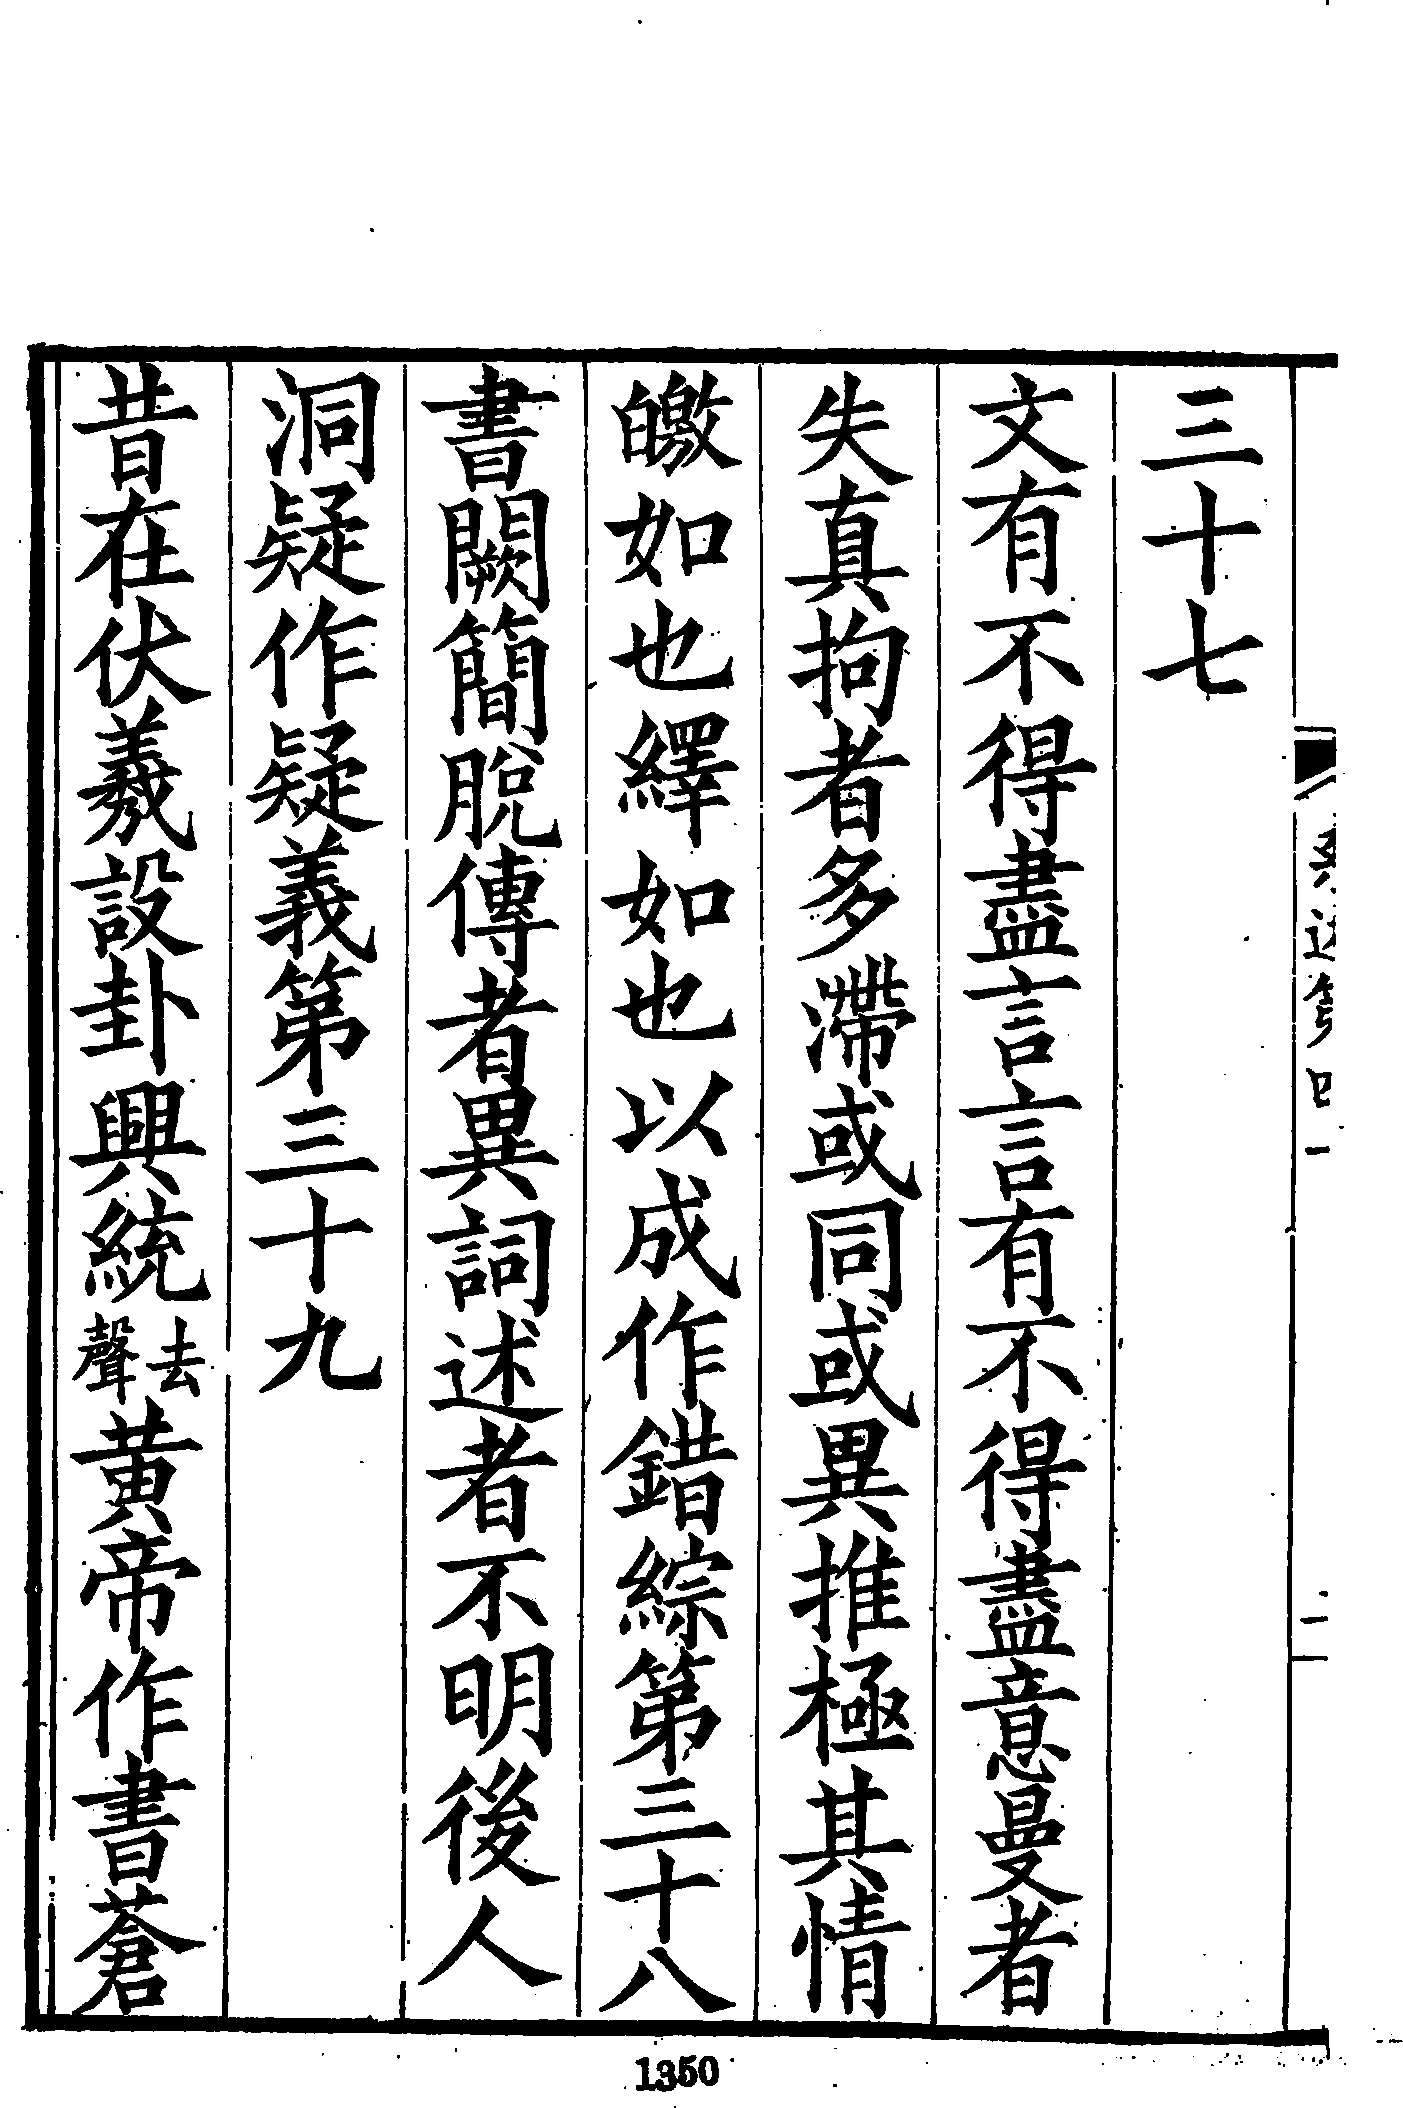 三十七
文有不得盡言言有不得盡意曼者
失真拘者多滯或同或異推極其情
皦如也繹如也以成作錯綜第三十八
書闕簡脫傳者異詞述者不明後人
洞疑作疑義第三十九
昔在伏羲設卦興統去聲黃帝作書蒼
1350